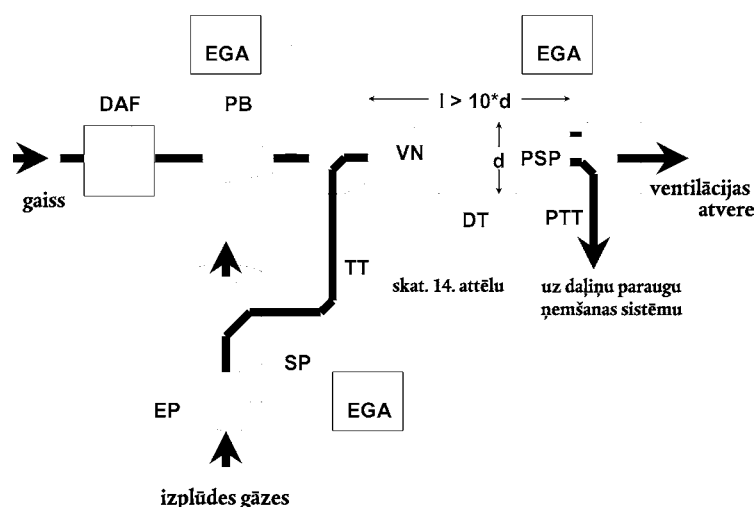 EGA
EGA
DAF
PB
l > 10*d
VN
d
PSP
gaiss
ventilācijas
atvere
DT
PTT
TT
skat. 14. attēlu
uz daļiņu paraugu
ņemšanas sistēmu
SP
EP
EGA
izplūdes gāzes